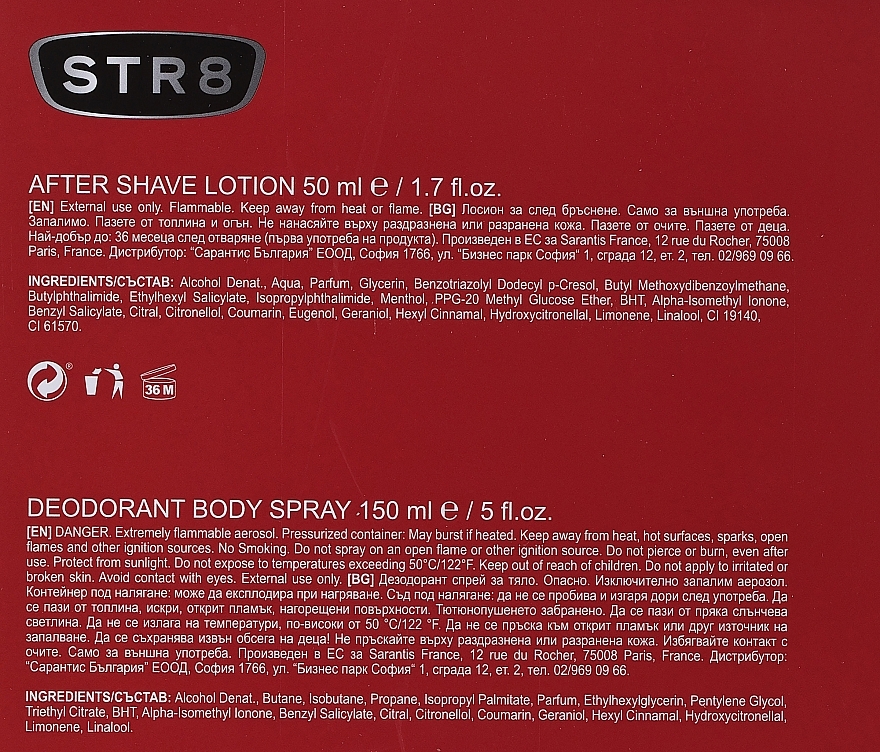 STR8
AFTER SHAVE LOTION 50 ml ℮ / 1.7 fl.oz.
[EN] External use only. Flammable. Keep away from heat or flame. [BG] Лосион за след бръснене. Само за външна употреба.
Запалимо. Пазете от топлина и огън. Не нанасяйте върху раздразнена или разранена кожа. Пазете от очите. Пазете от деца.
Най-добър до: 36 месеца след отваряне (първа употреба на продукта). Произведен в ЕС за Sarantis France, 12 rue du Rocher, 75008
Paris, France. Дистрибутор: "Сарантис България" ЕООД, София 1766, ул. "Бизнес парк София" 1, сграда 12, ет. 2, тел. 02/969 09 66.
INGREDIENTS/СЪСТАВ: Alcohol Denat., Aqua, Parfum, Glycerin, Benzotriazolyl Dodecyl p-Cresol, Butyl Methoxydibenzoylmethane,
Butylphthalimide, Ethylhexyl Salicylate, Isopropylphthalimide, Menthol, PPG-20 Methyl Glucose Ether, BHT, Alpha-Isomethyl Ionone,
Benzyl Salicylate, Citral, Citronellol, Coumarin, Eugenol, Geraniol, Hexyl Cinnamal, Hydroxycitronellal, Limonene, Linalool, CI 19140,
CI 61570.
36 M
DEODORANT BODY SPRAY 150 ml ℮ / 5 fl.oz.
[EN] DANGER. Extremely flammable aerosol. Pressurized container: May burst if heated. Keep away from heat, hot surfaces, sparks, open
flames and other ignition sources. No Smoking. Do not spray on an open flame or other ignition source. Do not pierce or burn, even after
use. Protect from sunlight. Do not expose to temperatures exceeding 50°C/122°F. Keep out of reach of children. Do not apply to irritated or
broken skin. Avoid contact with eyes. External use only. [BG] Дезодорант спрей за тяло. Опасно. Изключително запалим аерозол.
Контейнер под налягане: може да експлодира при нагряване. Съд под налягане: да не се пробива и изгаря дори след употреба. Да
се пази от топлина, искри, открит пламък, нагорещени повърхности. Тютюнопушенето забранено. Да се пази от пряка слънчева
светлина. Да не се излага на температури, по-високи от 50 °C/122 °F. Да не се пръска към открит пламък или друг източник на
запалване. Да се съхранява извън обсега на деца! Не пръскайте върху раздразнена или разранена кожа. Избягвайте контакт с
очите. Само за външна употреба. Произведен в ЕС за Sarantis France, 12 rue du Rocher, 75008 Paris, France. Дистрибутор:
"Сарантис България" ЕООД, София 1766, ул. "Бизнес парк София" 1, сграда 12, ет. 2, тел. 02/969 09 66.
INGREDIENTS/СЪСТАВ: Alcohol Denat., Butane, Isobutane, Propane, Isopropyl Palmitate, Parfum, Ethylhexylglycerin, Pentylene Glycol,
Triethyl Citrate, BHT, Alpha-Isomethyl Ionone, Benzyl Salicylate, Citral, Citronellol, Coumarin, Geraniol, Hexyl Cinnamal, Hydroxycitronellal,
Limonene, Linalool.